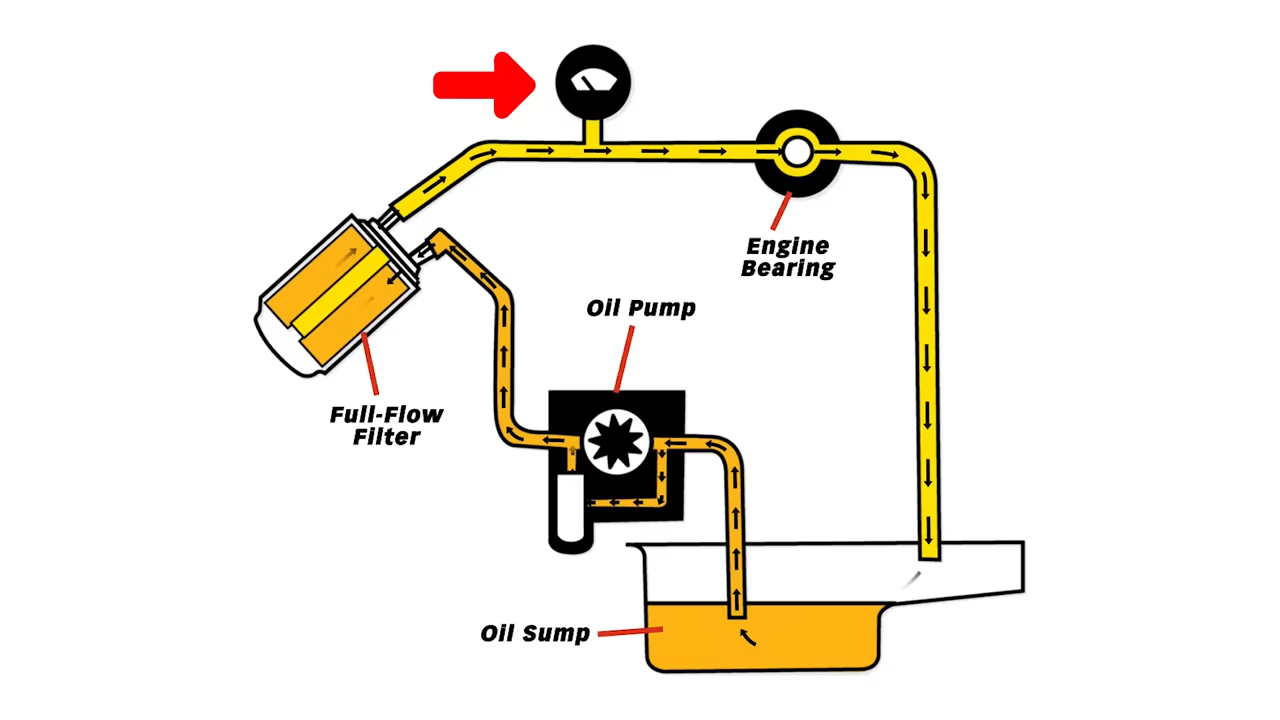 Engine
Bearing
Oil Pump
Full-Flow
Filter
Oil Sump